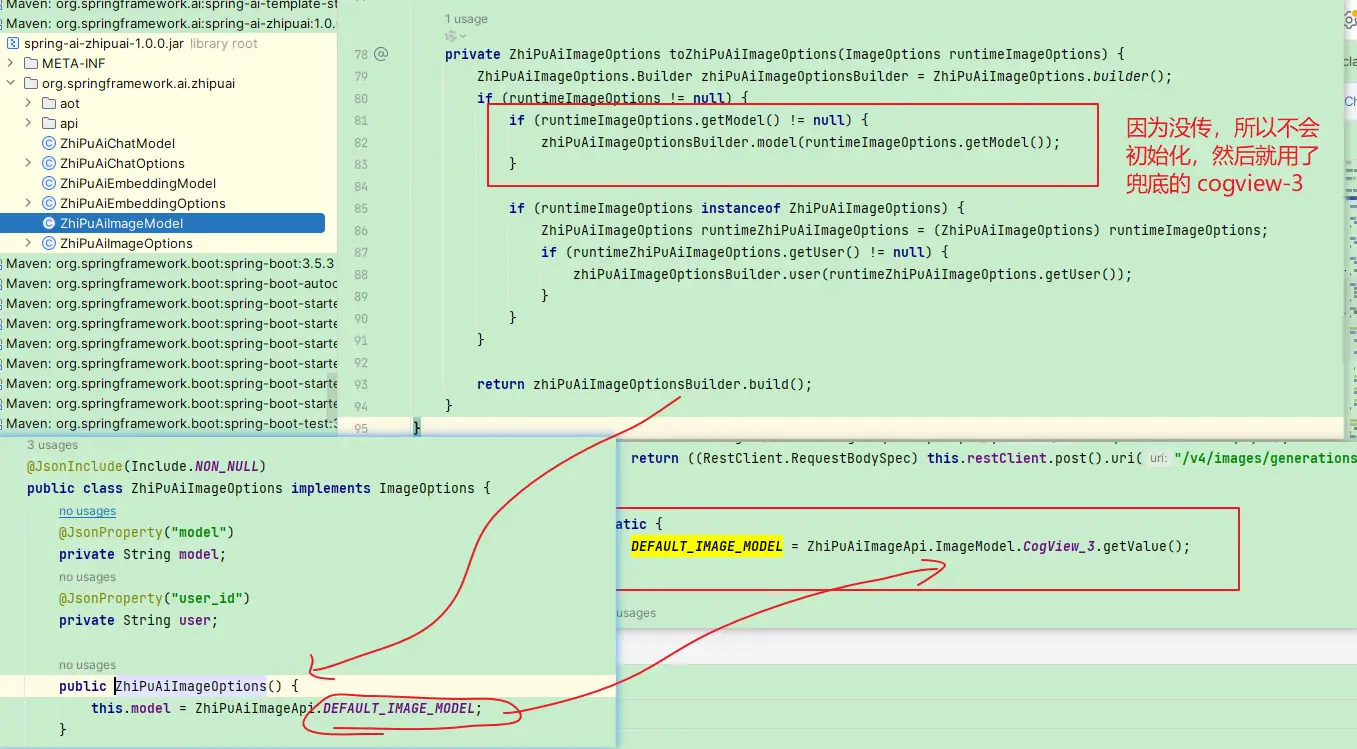 Maven: org.springframework.ai:spring-ai-template-st
Maven: org.springframework.ai:spring-ai-zhipuai:1.0.
spring-ai-zhipuai-1.0.0.jar library root
META-INF
org.springframework.ai.zhipuai
aot
api
ZhiPuAiChatModel
ZhiPuAiChatOptions
ZhiPuAiEmbeddingModel
ZhiPuAiEmbeddingOptions
ZhiPuAiImageModel
ZhiPuAiImageOptions
Maven: org.springframework.boot:spring-boot:3.5.3
Maven: org.springframework.boot:spring-boot-autoc
Maven: org.springframework.boot:spring-boot-starte
Maven: org.springframework.boot:spring-boot-starte
Maven: org.springframework.boot:spring-boot-starte
Maven: org.springframework.boot:spring-boot-starte
Maven: org.springframework.boot:spring-boot-starte
Maven: org.springframework.boot:spring-boot-starte
Maven: org.springframework.boot:spring-boot-test:3
1 usage
78 @ private ZhiPuAiImageOptions toZhiPuAiImageOptions(ImageOptions runtimeImageOptions) {
79 ZhiPuAiImageOptions.Builder zhiPuAiImageOptionsBuilder = ZhiPuAiImageOptions.builder();
80 if (runtimeImageOptions != null) {
81 if (runtimeImageOptions.getModel() != null) {
82 zhiPuAiImageOptionsBuilder.model(runtimeImageOptions.getModel());
83 }
84
85 if (runtimeImageOptions instanceof ZhiPuAiImageOptions) {
86 ZhiPuAiImageOptions runtimeZhiPuAiImageOptions = (ZhiPuAiImageOptions) runtimeImageOptions;
87 if (runtimeZhiPuAiImageOptions.getUser() != null) {
88 zhiPuAiImageOptionsBuilder.user(runtimeZhiPuAiImageOptions.getUser());
89 }
90 }
91 }
92
93 return zhiPuAiImageOptionsBuilder.build();
94 }
95 }
因为没传，所以不会
初始化，然后就用了
兜底的 cogview-3
3 usages
@JsonInclude(Include.NON_NULL)
public class ZhiPuAiImageOptions implements ImageOptions {
no usages
@JsonProperty("model")
private String model;
no usages
@JsonProperty("user_id")
private String user;
no usages
public ZhiPuAiImageOptions() {
this.model = ZhiPuAiImageApi.DEFAULT_IMAGE_MODEL;
}
return ((RestClient.RequestBodySpec) this.restClient.post().uri( uri: "/v4/images/generations
atic {
DEFAULT_IMAGE_MODEL = ZhiPuAiImageApi.ImageModel.CogView_3.getValue();
usages